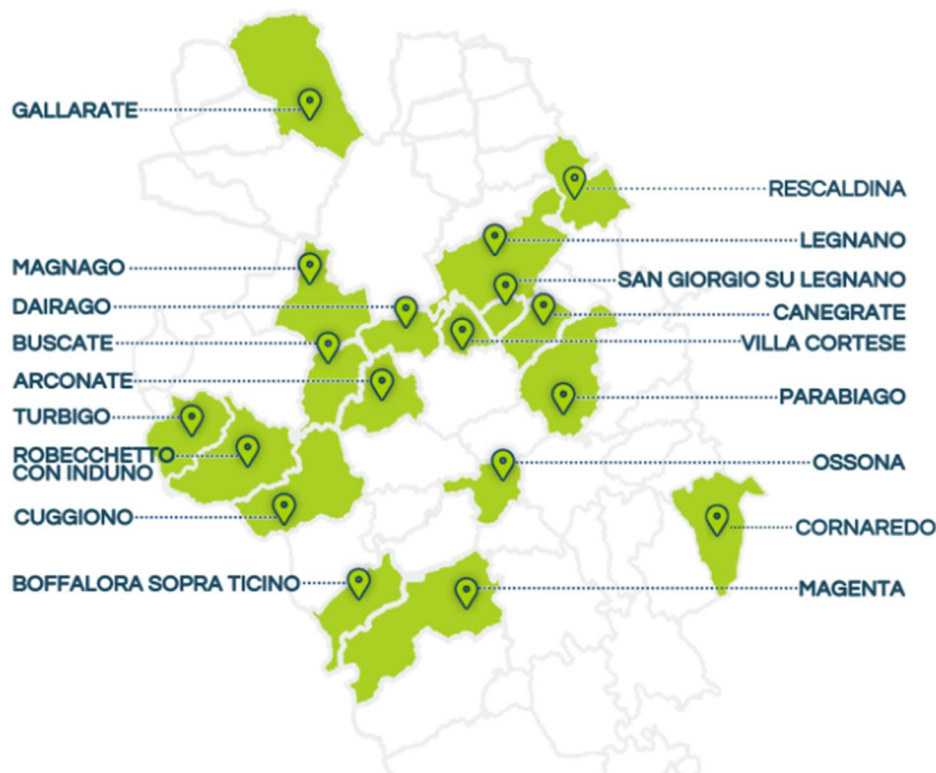 GALLARATE
RESCALDINA
LEGNANO
MAGNAGO
SAN GIORGIO SU LEGNANO
DAIRAGO
CANEGRATE
BUSCATE
VILLA CORTESE
ARCONATE
PARABIAGO
TURBIGO
ROBECCHETTO
CON INDUNO
OSSONA
CUGGIONO
CORNAREDO
BOFFALORA SOPRA TICINO
MAGENTA